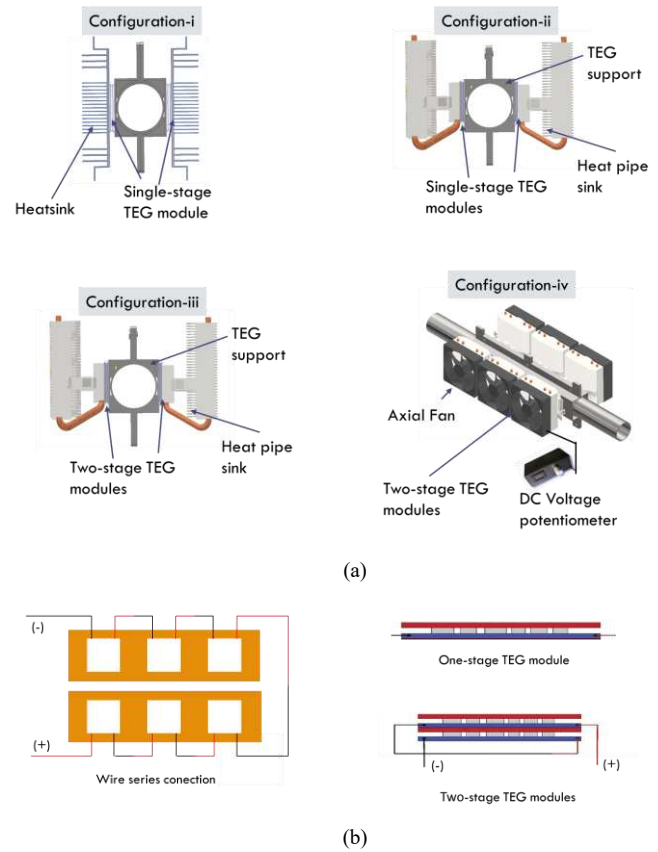 Configuration-i
Heatsink
Single-stage
TEG module
Configuration-ii
TEG
support
Single-stage TEG
modules
Heat pipe
sink
Configuration-iii
TEG
support
Two-stage TEG
modules
Heat pipe
sink
Configuration-iv
Axial Fan
Two-stage TEG
modules
DC Voltage
potentiometer
(a)
(-)
(+)
Wire series conection
One-stage TEG module
(-)
(+)
Two-stage TEG modules
(b)